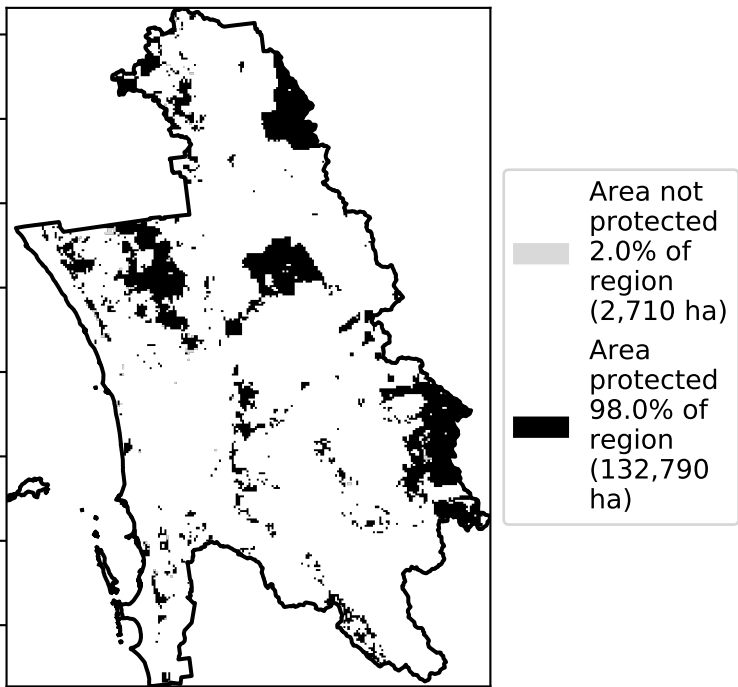 Area not
protected
2.0% of
region
(2,710 ha)
Area
protected
98.0% of
region
(132,790
ha)